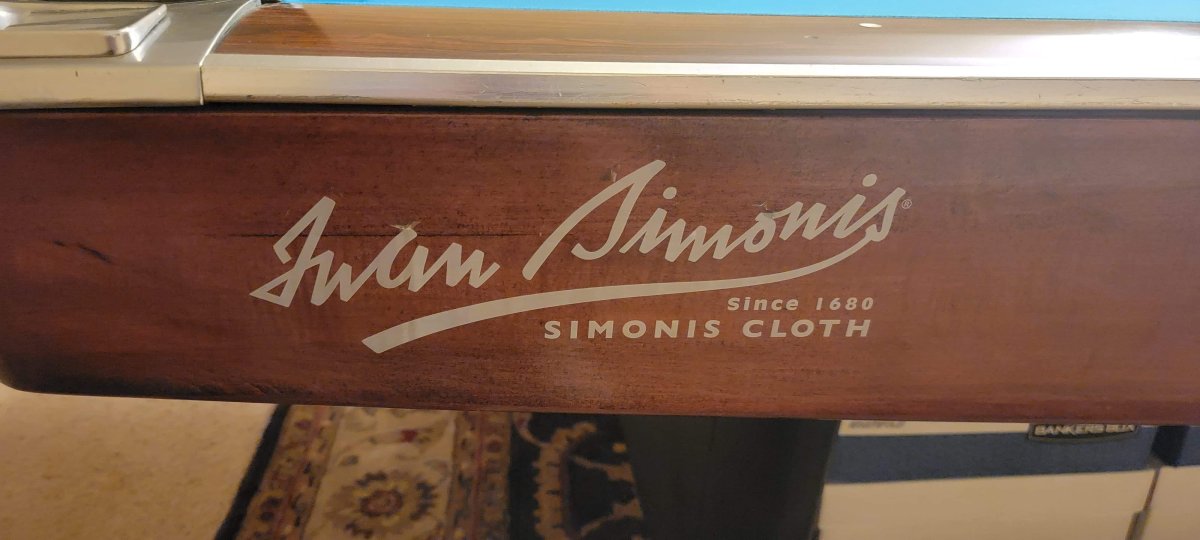 Iwan Simonis®
Since 1680
SIMONIS CLOTH
BANKERS BOX